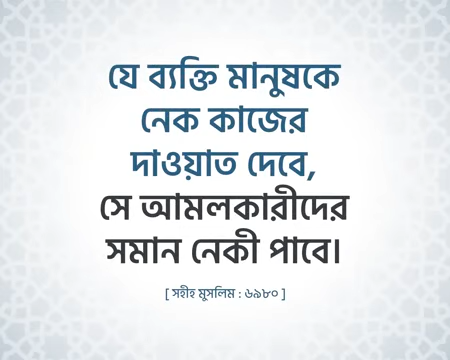 যে ব্যক্তি মানুষকে
নেক কাজের
দাওয়াত দেবে,
সে আমলকারীদের
সমান নেকী পাবে।
[ সহীহ মুসলিম : ৬৯৮০ ]